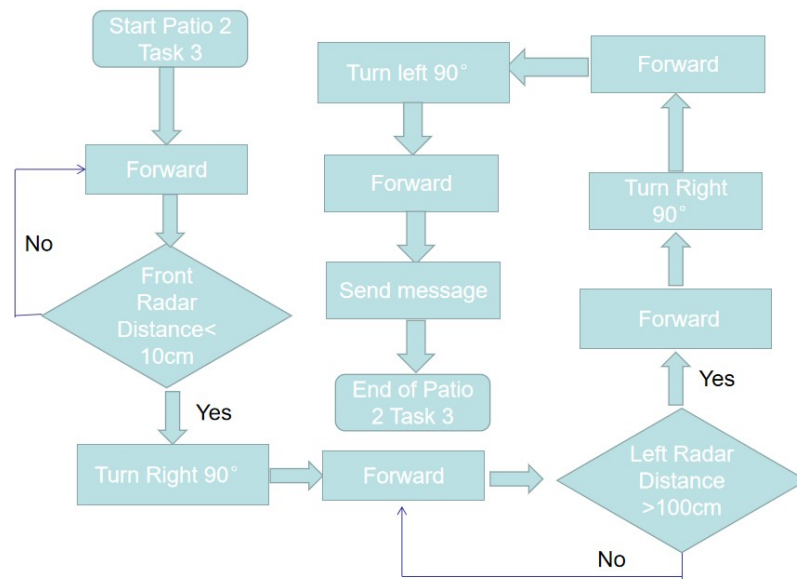 Start Patio 2
Task 3
Forward
No
Front
Radar
Distance<
10cm
Yes
Turn Right 90°
Forward
Left Radar
Distance
>100cm
No
Yes
Forward
Turn Right
90°
Forward
Turn left 90°
Forward
Send message
End of Patio
2 Task 3